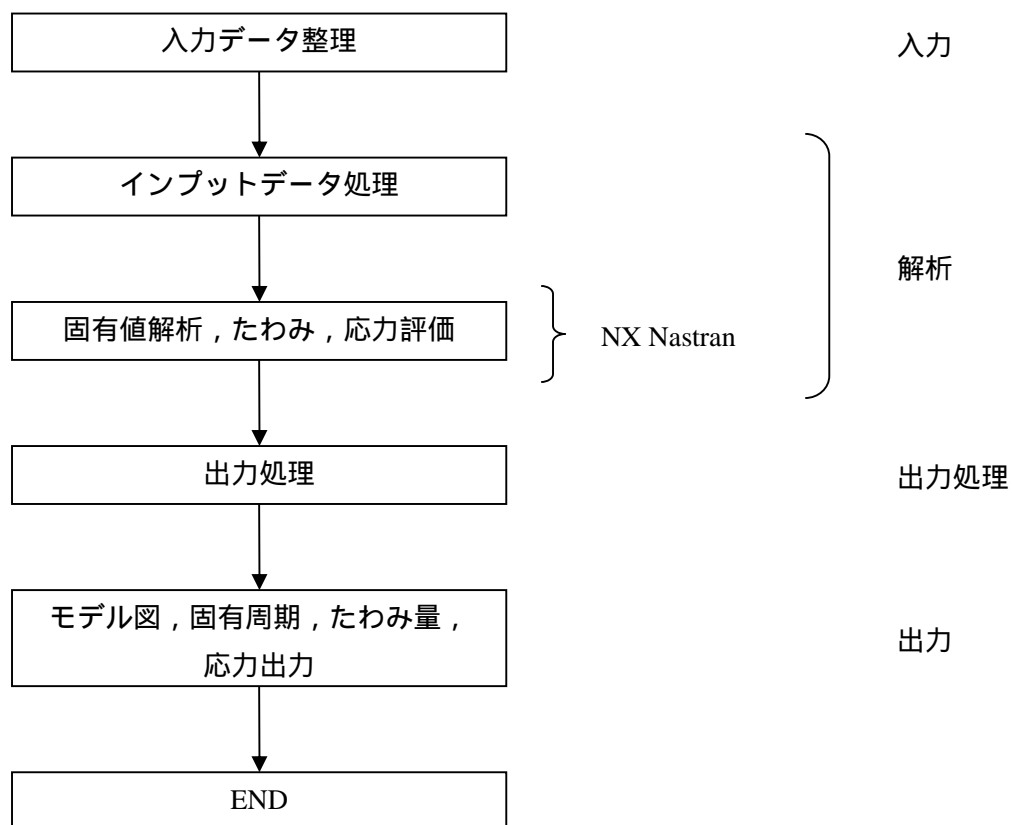 入力データ整理
入力
インプットデータ処理
解析
固有値解析，たわみ，応力評価
NX Nastran
出力処理
出力処理
モデル図，固有周期，たわみ量，
応力出力
出力
END